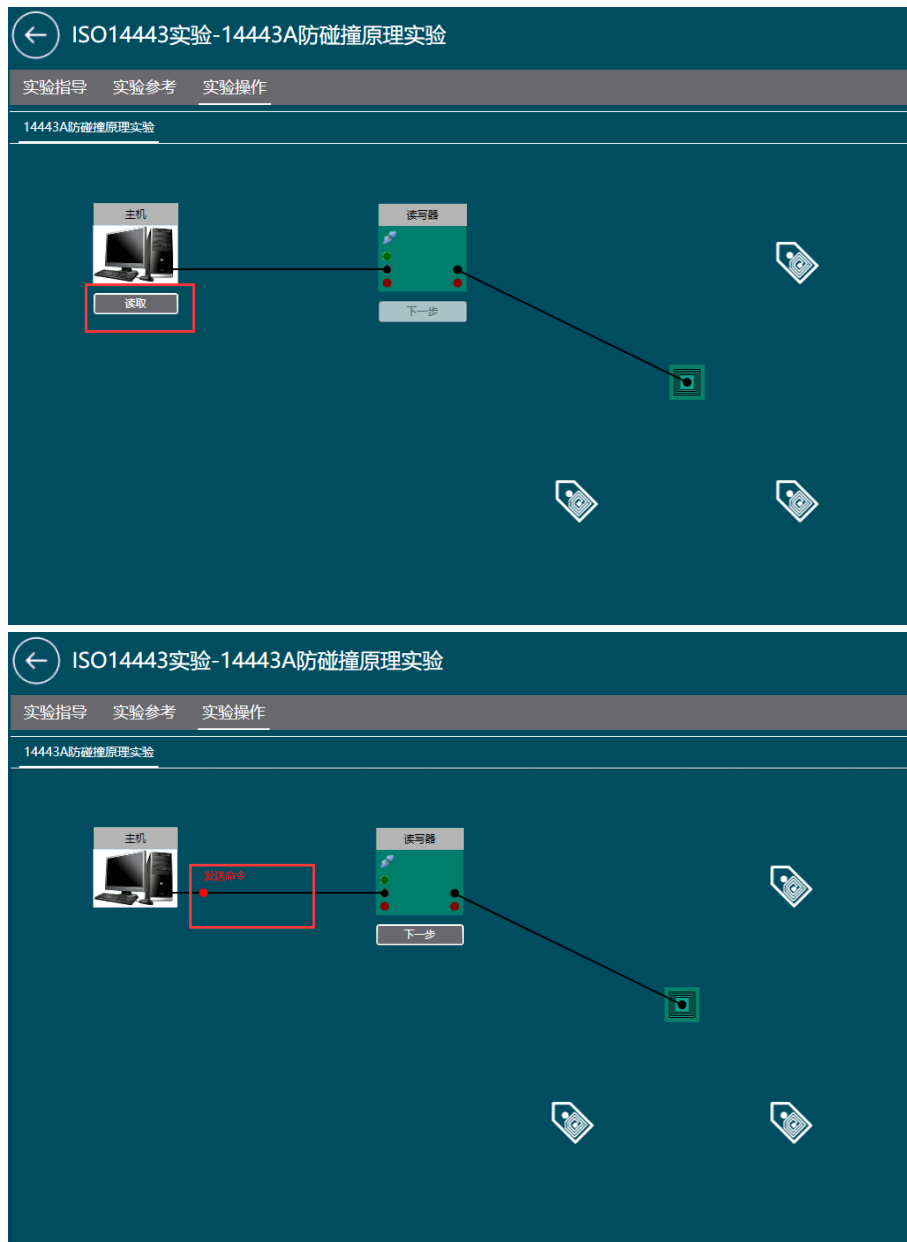 ISO14443实验-14443A防碰撞原理实验
实验指导 实验参考 实验操作
14443A防碰撞原理实验
主机 读写器
读取
下一步
ISO14443实验-14443A防碰撞原理实验
实验指导 实验参考 实验操作
14443A防碰撞原理实验
主机 读写器
发送命令
下一步